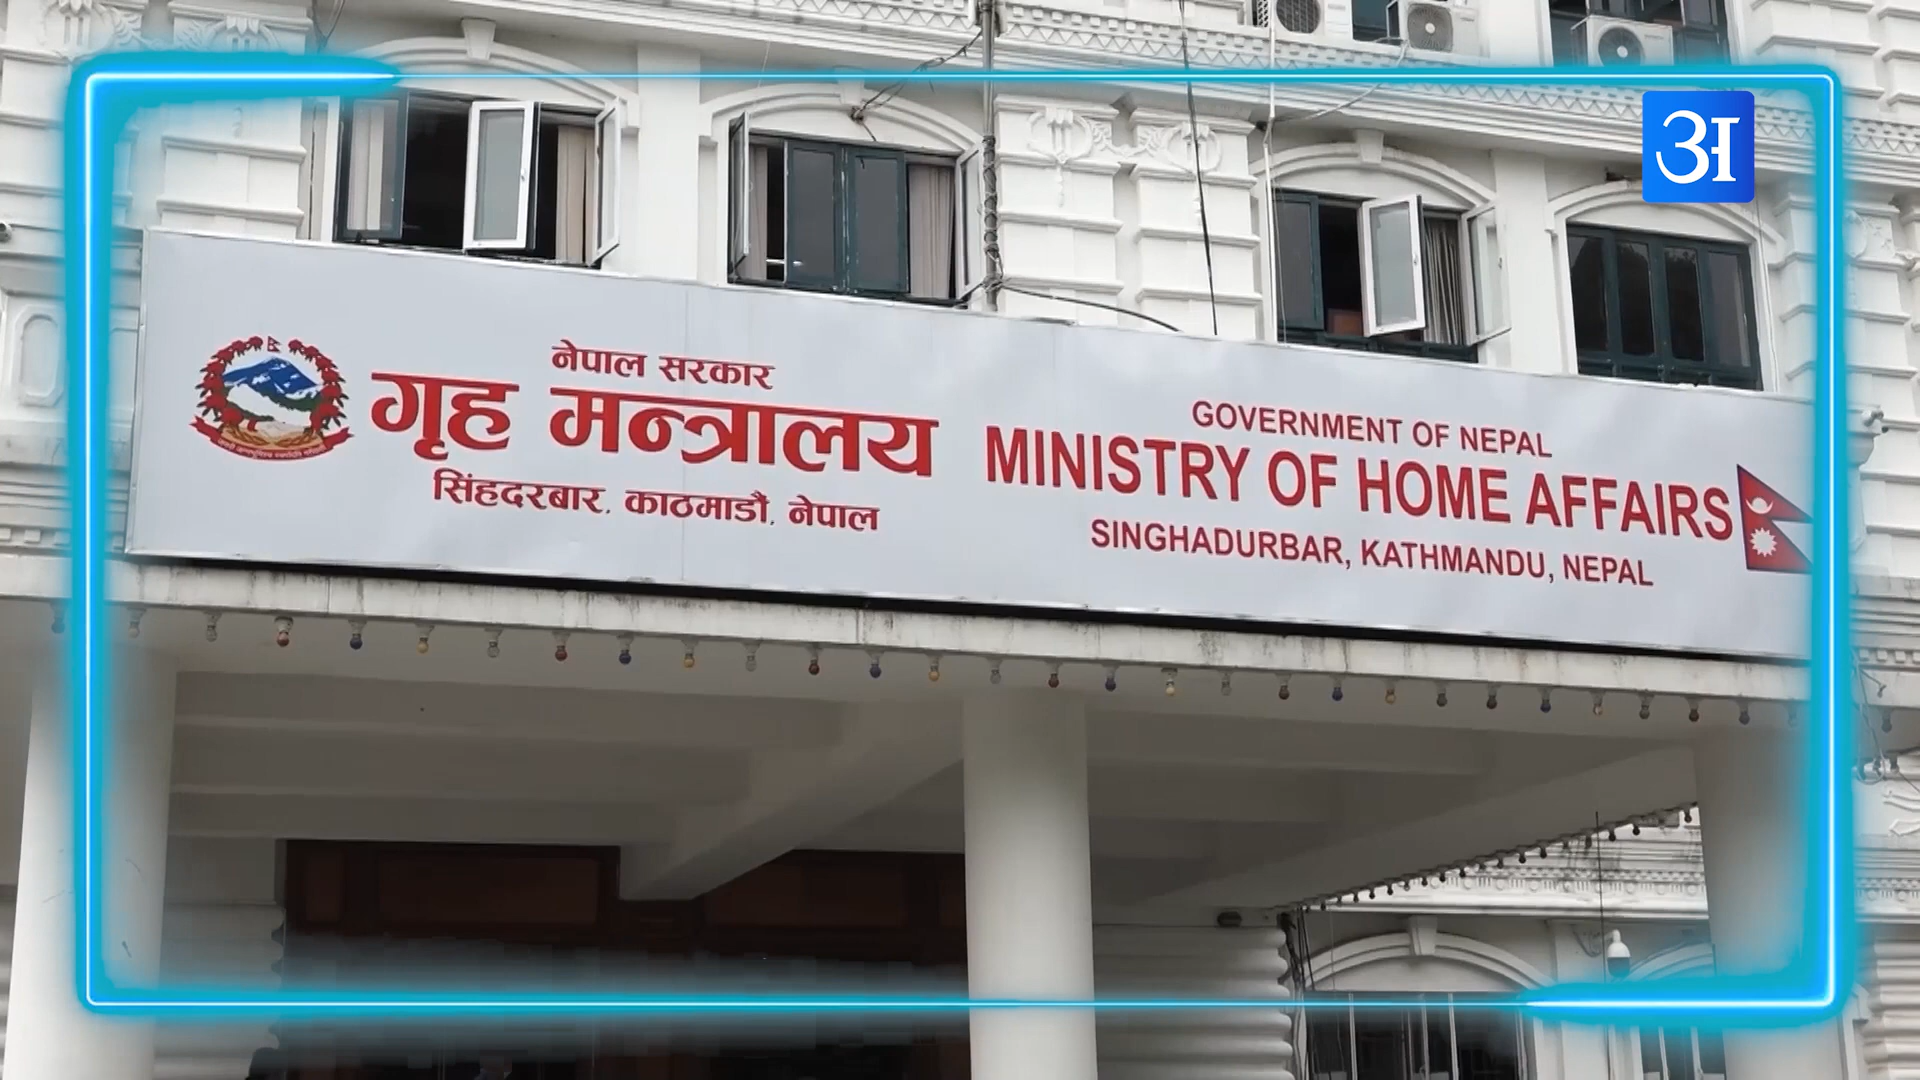 अ
नेपाल सरकार
गृह मन्त्रालय
सिंहदरबार, काठमाडौं, नेपाल
GOVERNMENT OF NEPAL
MINISTRY OF HOME AFFAIRS
SINGHADURBAR, KATHMANDU, NEPAL